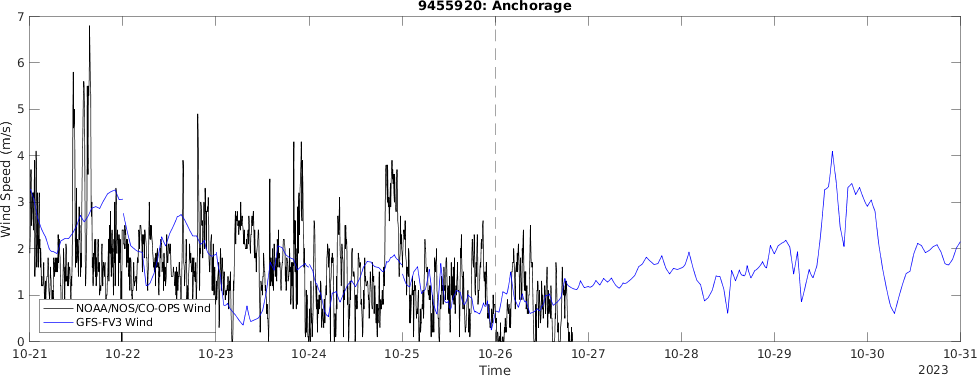 9455920: Anchorage
Wind Speed (m/s)
7
6
5
4
3
2
1
0
NOAA/NOS/CO-OPS Wind
GFS-FV3 Wind
10-21 10-22 10-23 10-24 10-25 10-26 10-27 10-28 10-29 10-30 10-31
Time
2023